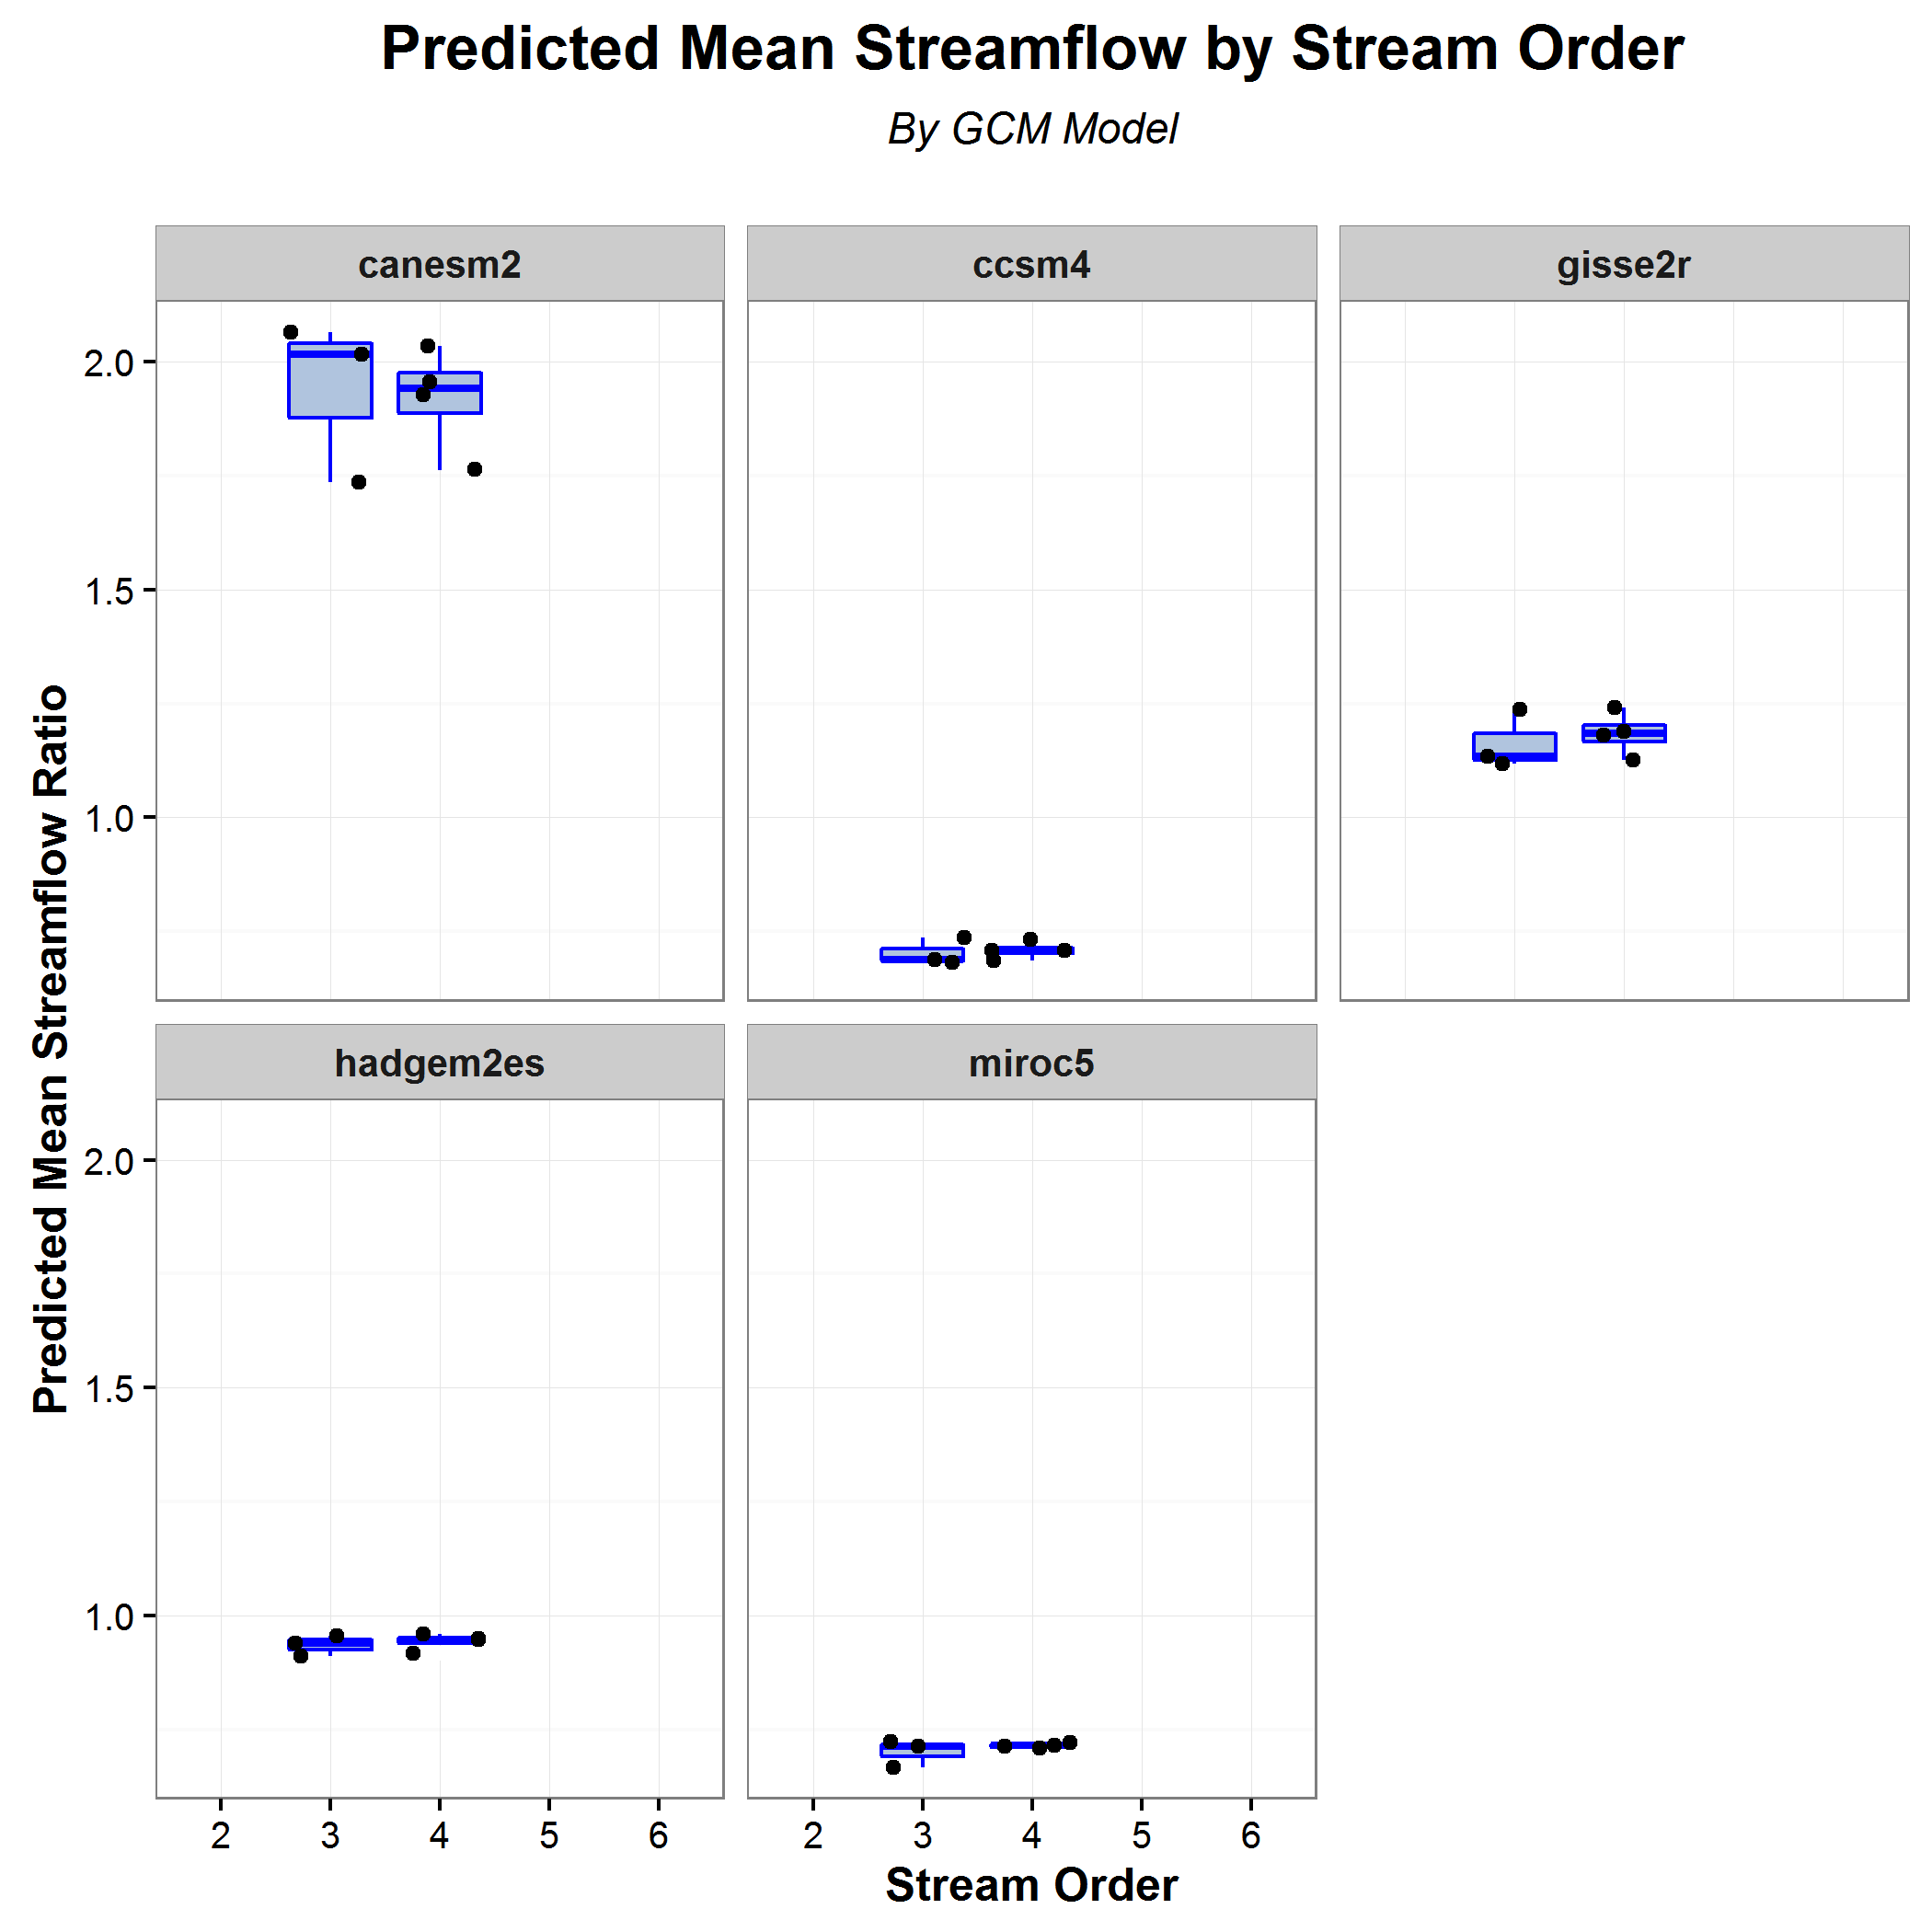 Predicted Mean Streamflow by Stream Order
By GCM Model
canesm2
ccsm4
gisse2r
2.0
1.5
1.0
Predicted Mean Streamflow Ratio
hadgem2es
miroc5
2.0
1.5
1.0
2 3 4 5 6
2 3 4 5 6
Stream Order